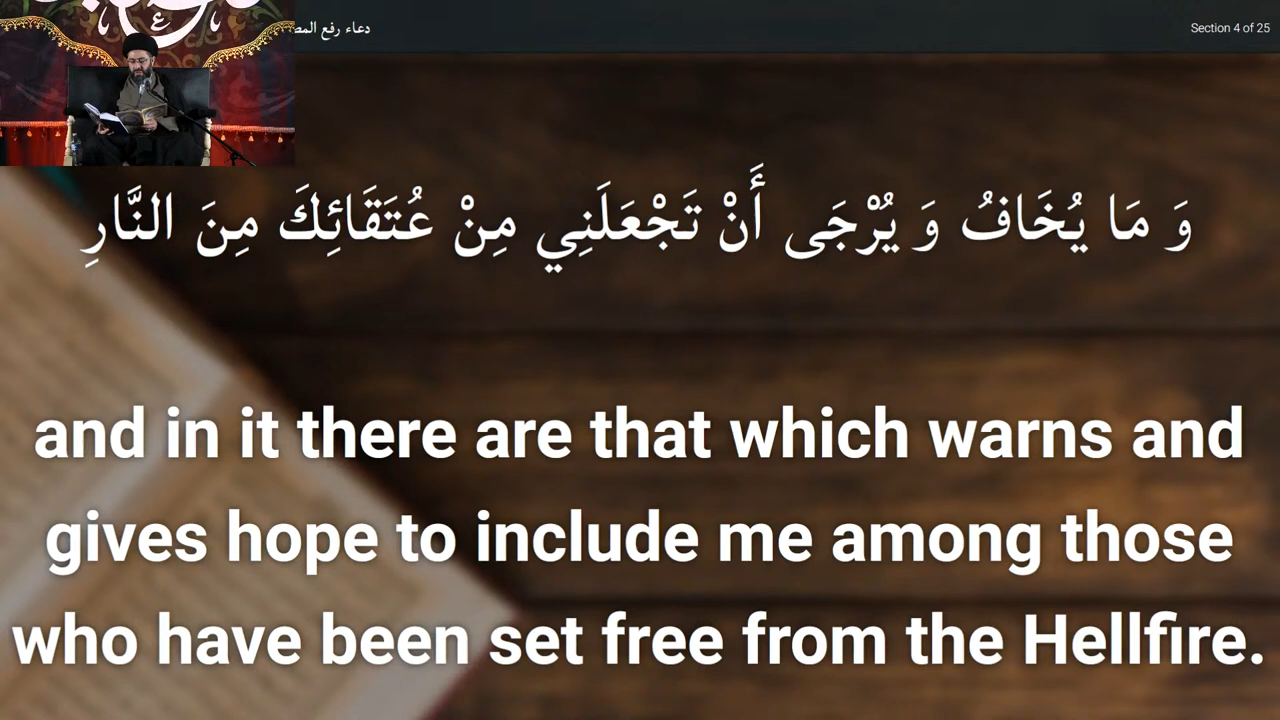 دعاء رفع
Section 4 of 25
وَ مَا يُخَافُ وَ يُرْجَى أَنْ تَجْعَلَنِي مِنْ عُتَقَائِكَ مِنَ النَّارِ
and in it there are that which warns and
gives hope to include me among those
who have been set free from the Hellfire.